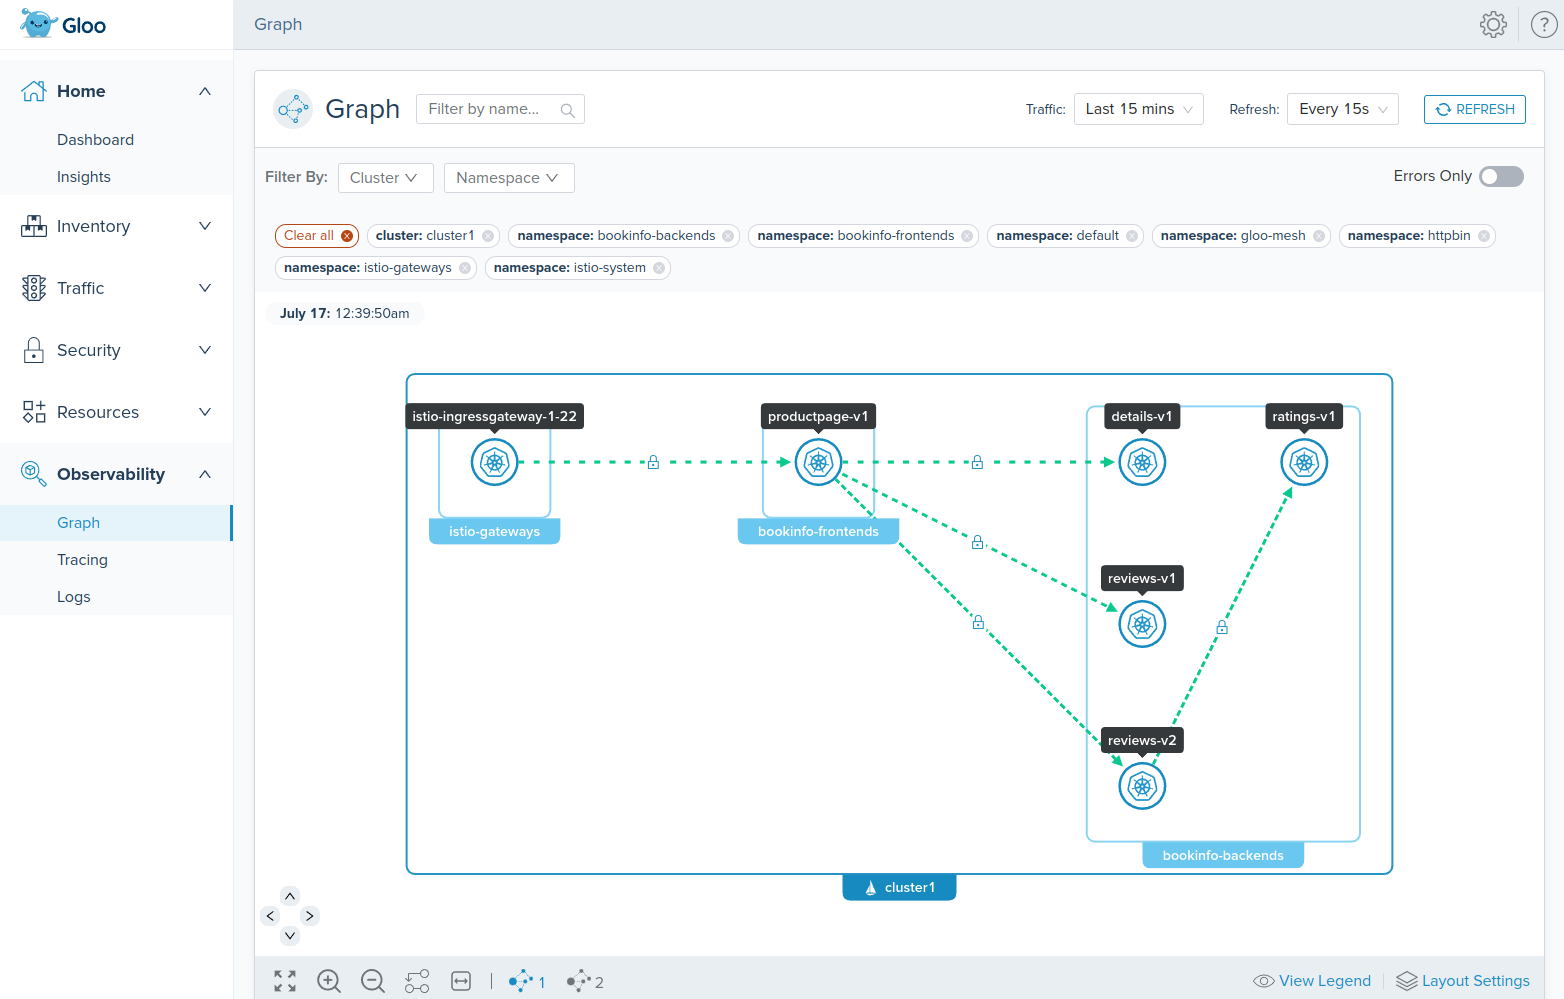 Gloo
Graph
?
Home
Dashboard
Insights
Inventory
Traffic
Security
Resources
Observability
Graph
Tracing
Logs
Graph
Filter by name...
Traffic: Last 15 mins
Refresh: Every 15s
REFRESH
Filter By: Cluster Namespace
Errors Only
Clear all
cluster: cluster1
namespace: bookinfo-backends
namespace: bookinfo-frontends
namespace: default
namespace: gloo-mesh
namespace: httpbin
namespace: istio-gateways
namespace: istio-system
July 17: 12:39:50am
istio-ingressgateway-1-22
productpage-v1
details-v1
ratings-v1
istio-gateways
bookinfo-frontends
reviews-v1
reviews-v2
bookinfo-backends
cluster1
1
2
View Legend
Layout Settings